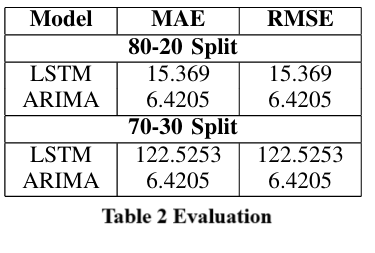 Model MAE RMSE
80-20 Split
LSTM 15.369 15.369
ARIMA 6.4205 6.4205
70-30 Split
LSTM 122.5253 122.5253
ARIMA 6.4205 6.4205
Table 2 Evaluation